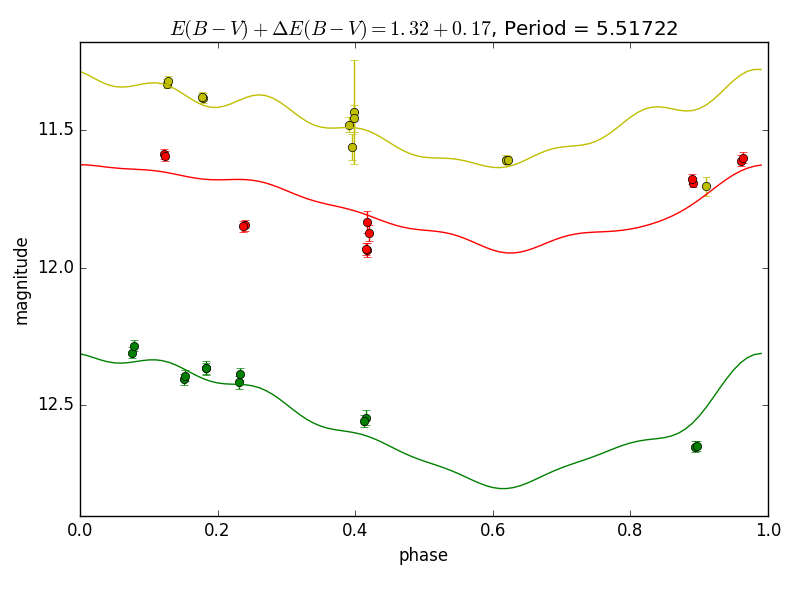 E(B − V) + ΔE(B − V) = 1.32 + 0.17, Period = 5.51722
11.5
12.0
12.5
magnitude
0.0 0.2 0.4 0.6 0.8 1.0
phase